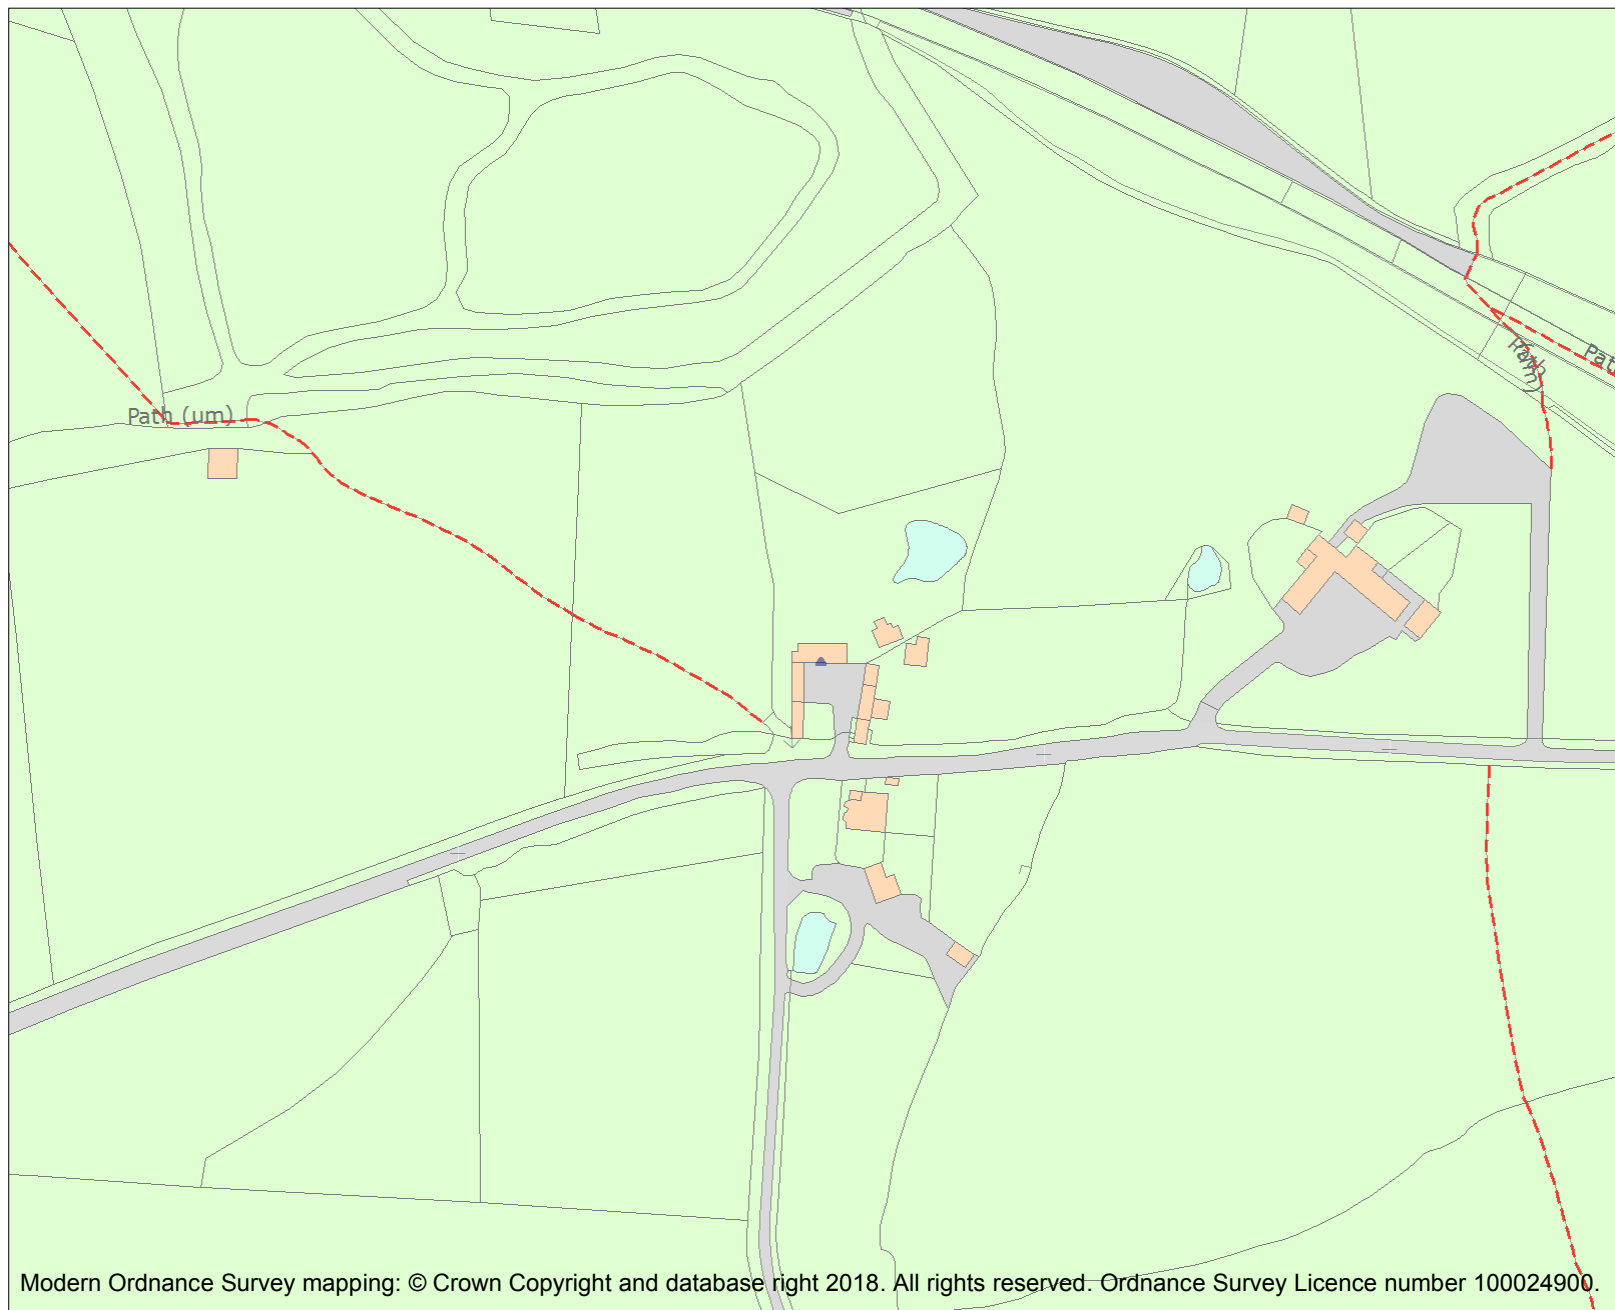 Path
(um)
Pat
Path (um)
Modern Ordnance Survey mapping: © Crown Copyright and database right 2018. All rights reserved. Ordnance Survey Licence number 100024900.